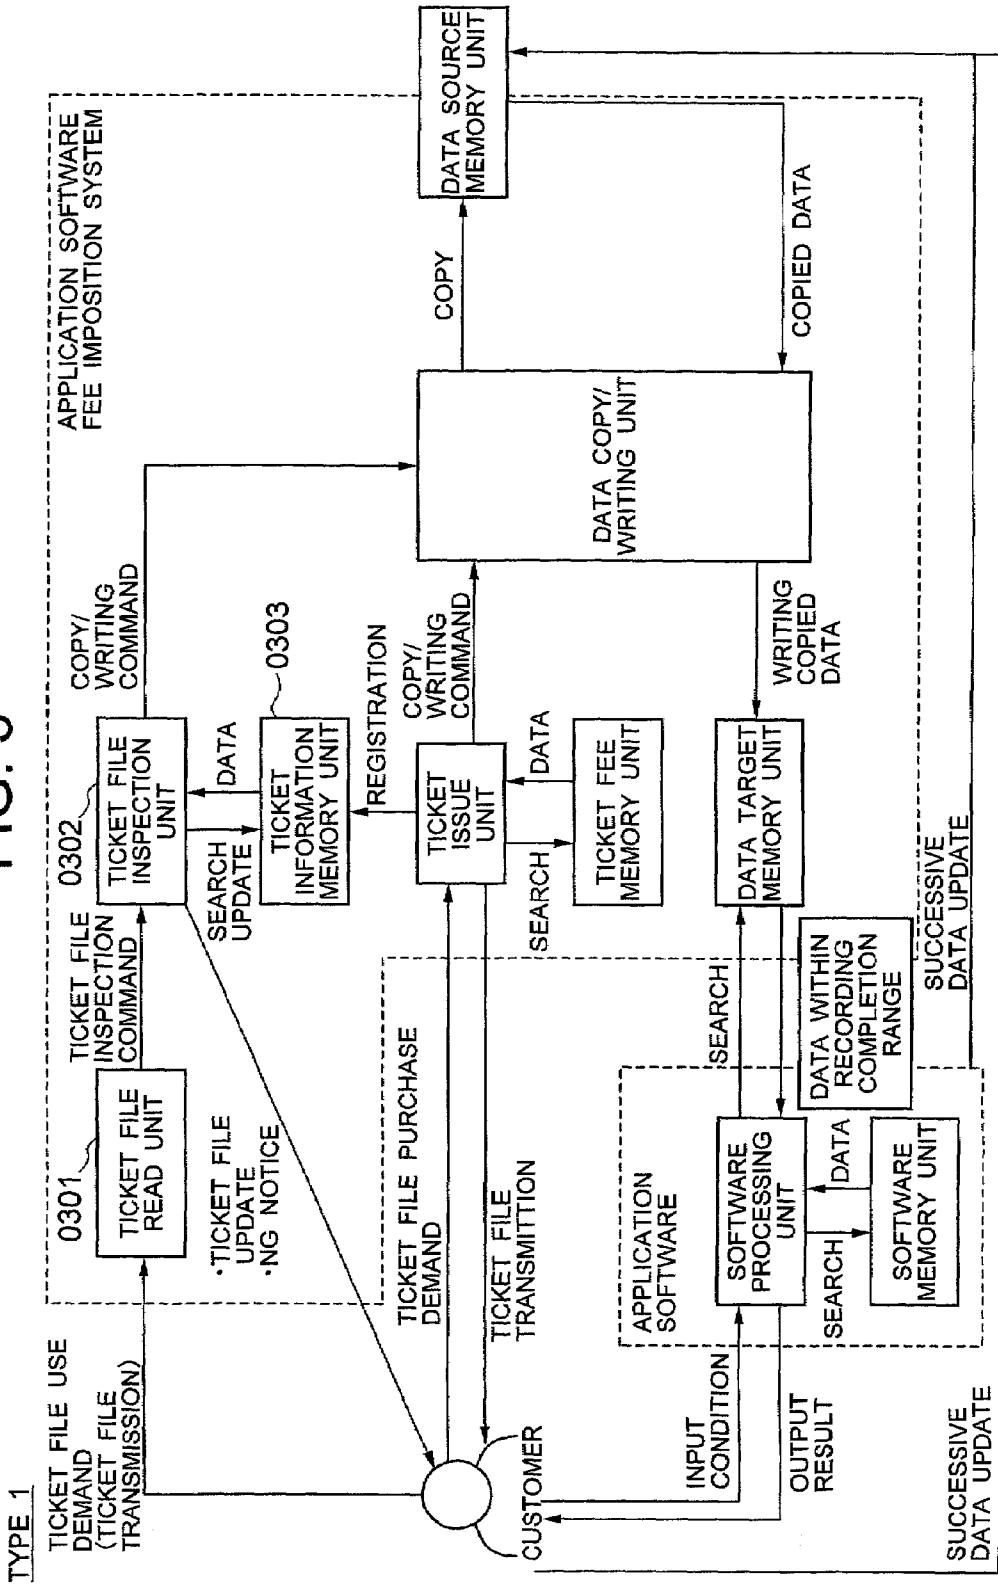 TYPE 1
TICKET FILE USE
DEMAND
(TICKET FILE
TRANSMISSION)
0301
TICKET FILE
READ UNIT
TICKET FILE
INSPECTION
COMMAND
0302
TICKET FILE
INSPECTION
UNIT
COPY/
WRITING
COMMAND
APPLICATION SOFTWARE
FEE IMPOSITION SYSTEM
・TICKET FILE
UPDATE
・NG NOTICE
SEARCH
UPDATE
DATA
TICKET
INFORMATION
MEMORY UNIT
0303
REGISTRATION
TICKET FILE PURCHASE
DEMAND
TICKET FILE
TRANSMITTION
TICKET
ISSUE
UNIT
COPY/
WRITING
COMMAND
SEARCH
DATA
TICKET FEE
MEMORY UNIT
DATA COPY/
WRITING UNIT
COPY
DATA SOURCE
MEMORY UNIT
COPIED DATA
WRITING
COPIED
DATA
DATA TARGET
MEMORY UNIT
SEARCH
DATA WITHIN
RECORDING
COMPLETION
RANGE
CUSTOMER
INPUT
CONDITION
OUTPUT
RESULT
APPLICATION
SOFTWARE
SOFTWARE
PROCESSING
UNIT
SEARCH
DATA
SOFTWARE
MEMORY UNIT
SUCCESSIVE
DATA UPDATE
SUCCESSIVE
DATA UPDATE